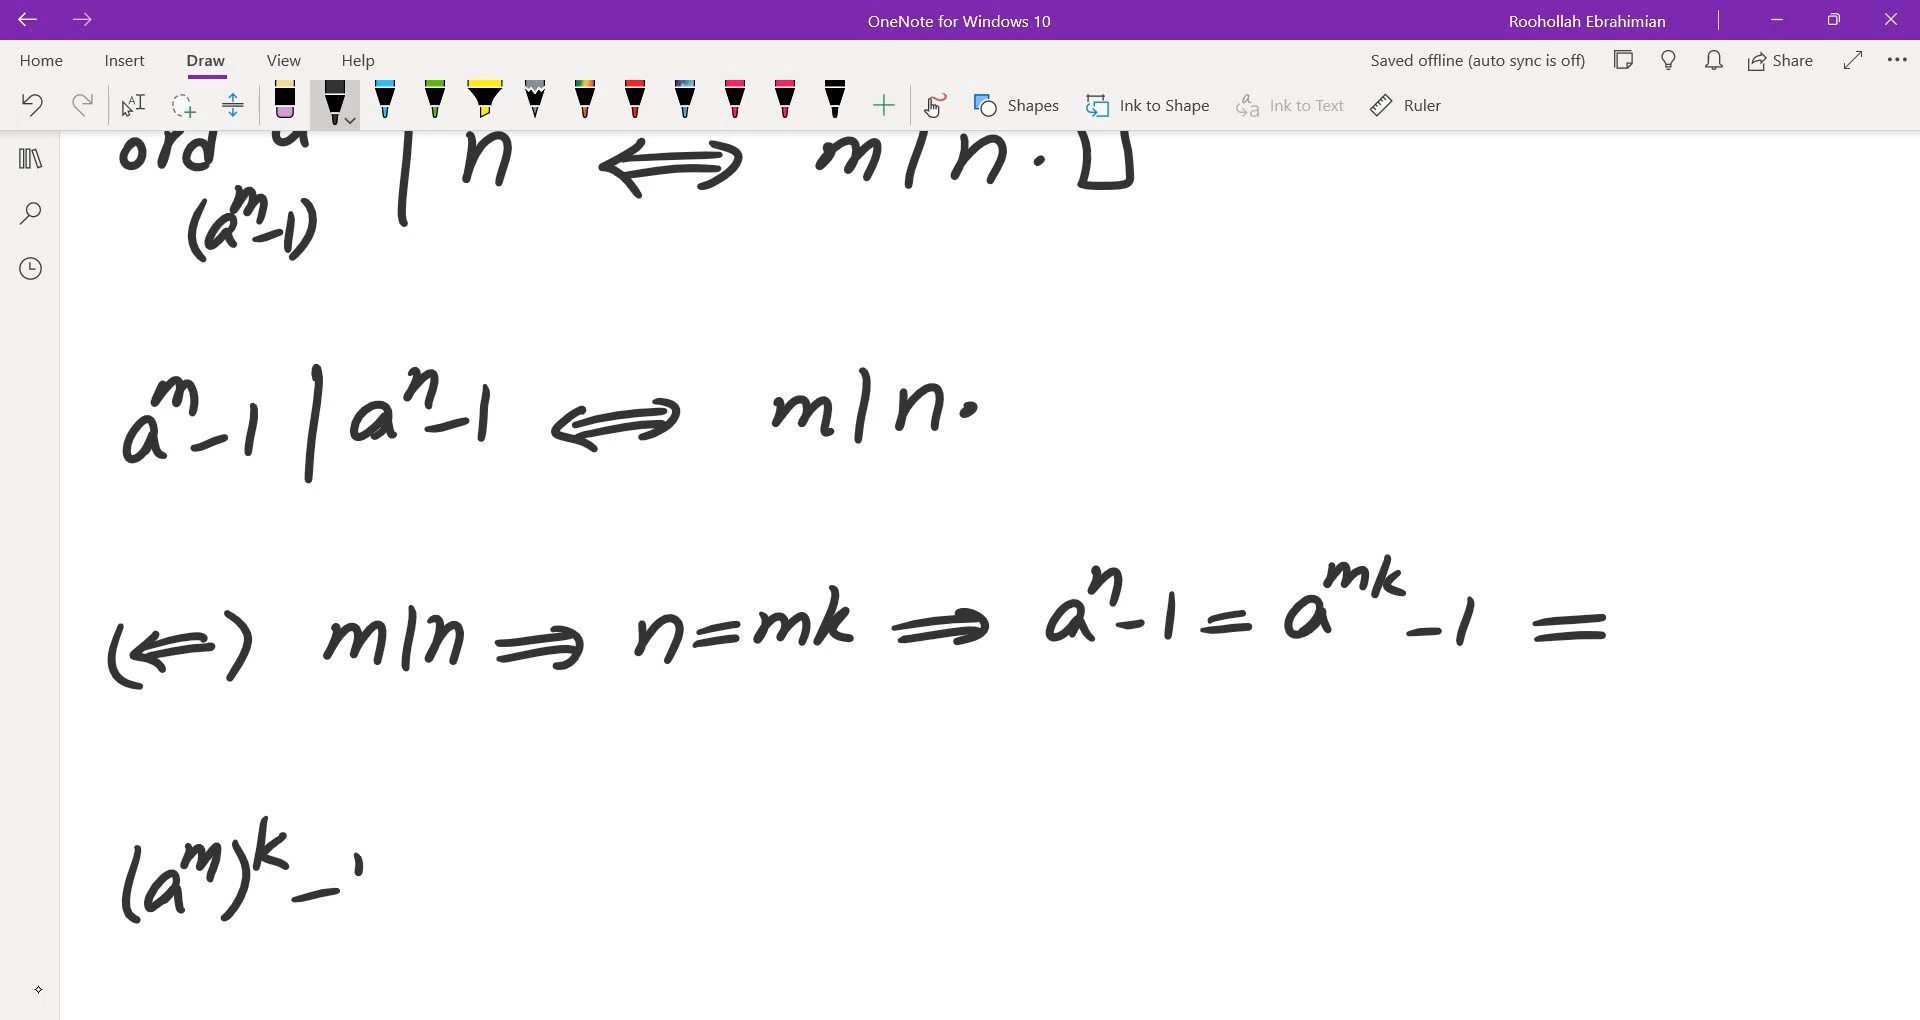 OneNote for Windows 10
Roohollah Ebrahimian
Home Insert Draw View Help
Saved offline (auto sync is off) Share
Shapes Ink to Shape Ink to Text Ruler
ord a | n ⟺ m | n . □
(a^m - 1)
a^m - 1 | a^n - 1 ⟺ m | n .
(⟸) m | n ⟹ n = mk ⟹ a^n - 1 = a^{mk} - 1 =
(a^m)^k - '